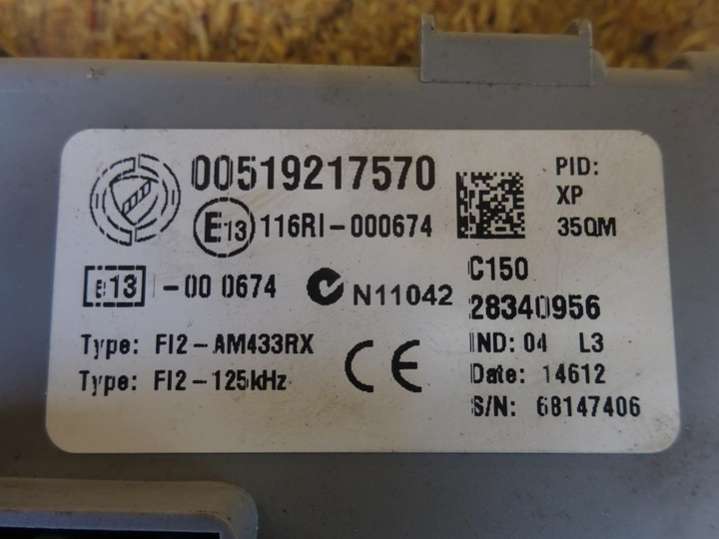 00519217570
E13 116RI-000674
e13 I-00 0674
N11042
Type: FI2-AM433RX
Type: FI2-125kHz
CE
PID:
XP
35QM
C150
28340956
IND: 04 L3
Date: 14612
S/N: 68147406